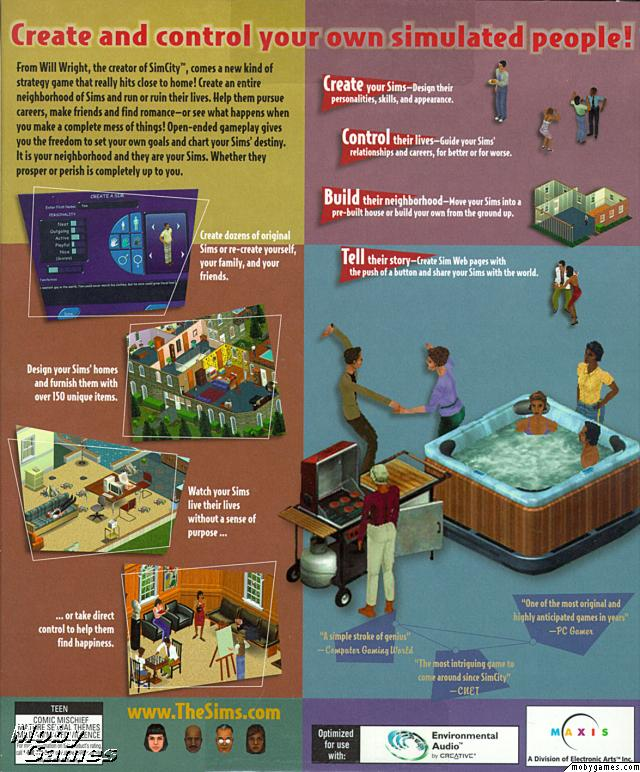 Create and control your own simulated people!
From Will Wright, the creator of SimCity™, comes a new kind of
strategy game that really hits close to home! Create an entire
neighborhood of Sims and run or ruin their lives. Help them pursue
careers, make friends and find romance—or see what happens when
you make a complete mess of things! Open-ended gameplay gives
you the freedom to set your own goals and chart your Sims' destiny.
It is your neighborhood and they are your Sims. Whether they
prosper or perish is completely up to you.
Create your Sims—Design their
personalities, skills, and appearance.
Control their lives—Guide your Sims'
relationships and careers, for better or for worse.
Build their neighborhood—Move your Sims into a
pre-built house or build your own from the ground up.
Tell their story—Create Sim Web pages with
the push of a button and share your Sims with the world.
CREATE A SIM
Enter First Name:
PERSONALITY
Neat
Outgoing
Active
Playful
Nice
Create dozens of original
Sims or re-create yourself,
your family, and your
friends.
Design your Sims' homes
and furnish them with
over 150 unique items.
Watch your Sims
live their lives
without a sense of
purpose ...
... or take direct
control to help them
find happiness.
"A simple stroke of genius"
—Computer Gaming World
"One of the most original and
highly anticipated games in years"
—PC Gamer
"The most intriguing game to
come around since SimCity"
—CNET
TEEN
COMIC MISCHIEF
MATURE SEXUAL THEMES
Moby
Games
www.TheSims.com
Optimized
for use
with:
Environmental
Audio™
by CREATIVE®
MAXIS
A Division of Electronic Arts™ Inc.
mobygames.com